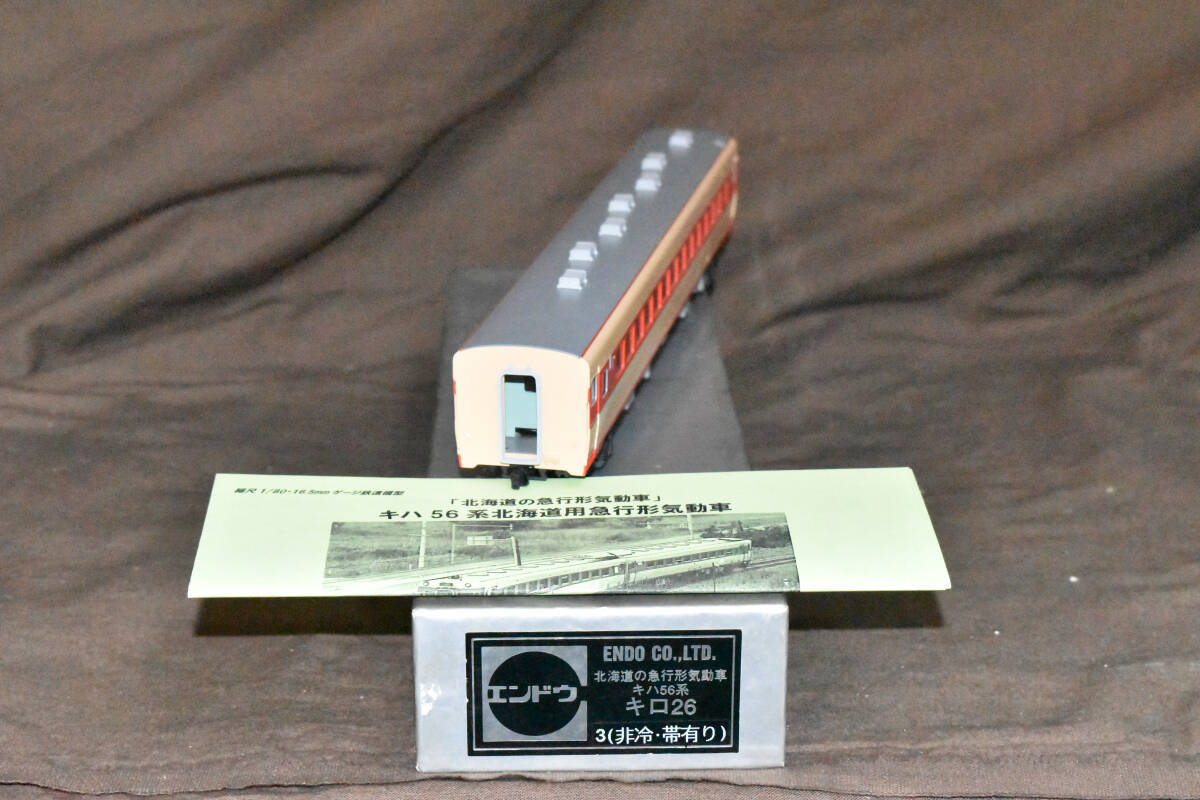 縮尺 1/80・16.5mm ゲージ鉄道模型
「北海道の急行形気動車」
キハ 56 系北海道用急行形気動車
エンドウ
ENDO CO.,LTD.
北海道の急行形気動車
キハ56系
キロ26
3(非冷・帯有り)